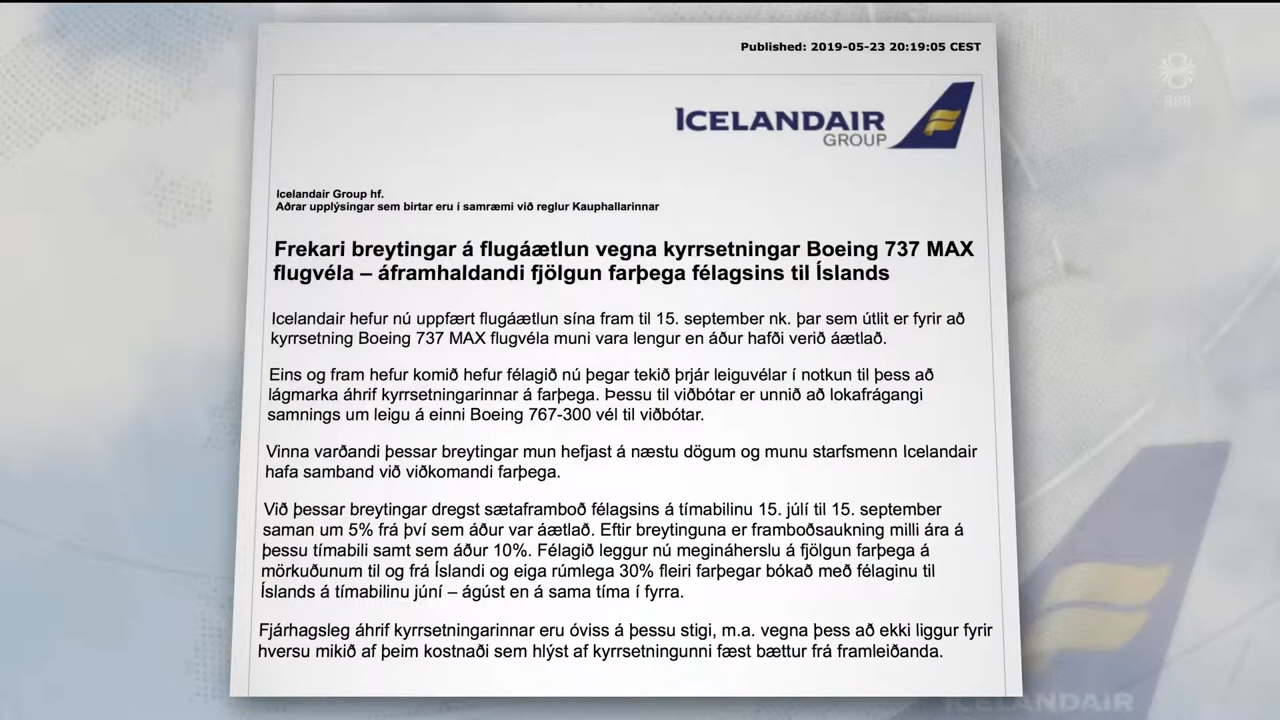 Published: 2019-05-23 20:19:05 CEST
ICELANDAIR
GROUP
Icelandair Group hf.
Aðrar upplýsingar sem birtar eru í samræmi við reglur Kauphallarinnar
Frekari breytingar á flugáætlun vegna kyrrsetningar Boeing 737 MAX
flugvéla – áframhaldandi fjölgun farþega félagsins til Íslands
Icelandair hefur nú uppfært flugáætlun sína fram til 15. september nk. þar sem útlit er fyrir að
kyrrsetning Boeing 737 MAX flugvéla muni vara lengur en áður hafði verið áætlað.
Eins og fram hefur komið hefur félagið nú þegar tekið þrjár leiguvélar í notkun til þess að
lágmarka áhrif kyrrsetningarinnar á farþega. Þessu til viðbótar er unnið að lokafrágangi
samnings um leigu á einni Boeing 767-300 vél til viðbótar.
Vinna varðandi þessar breytingar mun hefjast á næstu dögum og munu starfsmenn Icelandair
hafa samband við viðkomandi farþega.
Við þessar breytingar dregst sætaframboð félagsins á tímabilinu 15. júlí til 15. september
saman um 5% frá því sem áður var áætlað. Eftir breytinguna er framboðsaukning milli ára á
þessu tímabili samt sem áður 10%. Félagið leggur nú megináherslu á fjölgun farþega á
mörkuðunum til og frá Íslandi og eiga rúmlega 30% fleiri farþegar bókað með félaginu til
Íslands á tímabilinu júní – ágúst en á sama tíma í fyrra.
Fjárhagsleg áhrif kyrrsetningarinnar eru óviss á þessu stigi, m.a. vegna þess að ekki liggur fyrir
hversu mikið af þeim kostnaði sem hlýst af kyrrsetningunni fæst bættur frá framleiðanda.
ICELANDAIR